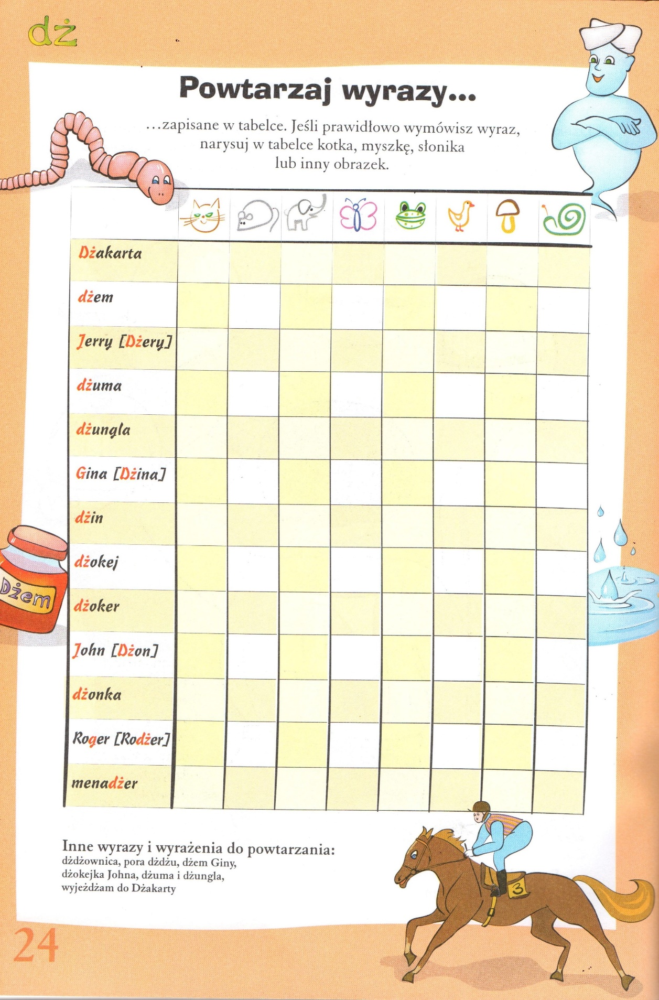 dż
Powtarzaj wyrazy...
...zapisane w tabelce. Jeśli prawidłowo wymówisz wyraz,
narysuj w tabelce kotka, myszkę, słonika
lub inny obrazek.
Dżakarta
dżem
Jerry [Dżery]
dżuma
dżungla
Gina [Dżina]
dżin
dżokej
Dżem
dżoker
John [Dżon]
dżonka
Roger [Rodżer]
menadżer
Inne wyrazy i wyrażenia do powtarzania:
dżdżownica, pora dżdżu, dżem Giny,
dżokejka Johna, dżuma i dżungla,
wyjeżdżam do Dżakarty
3
24